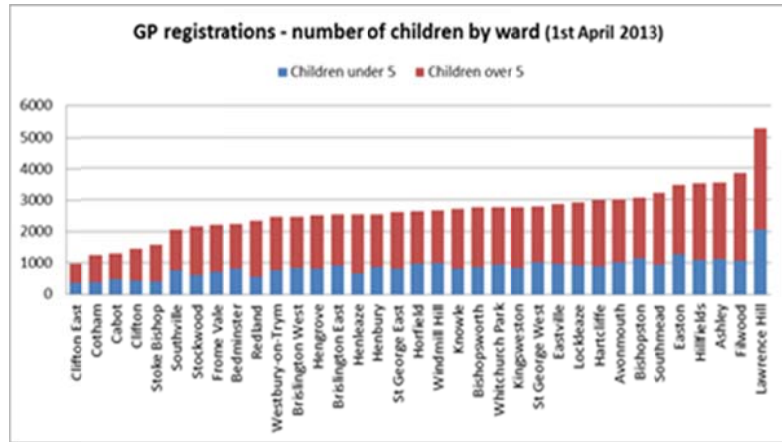 GP registrations - number of children by ward (1st April 2013)
Children under 5 Children over 5
6000
5000
4000
3000
2000
1000
0
Clifton East
Cotham
Cabot
Clifton
Stoke Bishop
Southville
Stockwood
Frome Vale
Bedminster
Redland
Westbury-on-Trym
Brislington West
Hengrove
Brislington East
Henleaze
Henbury
St George East
Horfield
Windmill Hill
Knowle
Bishopsworth
Whitchurch Park
Kingsweston
St George West
Eastville
Lockleaze
Hartcliffe
Avonmouth
Bishopston
Southmead
Easton
Hillfields
Ashley
Filwood
Lawrence Hill